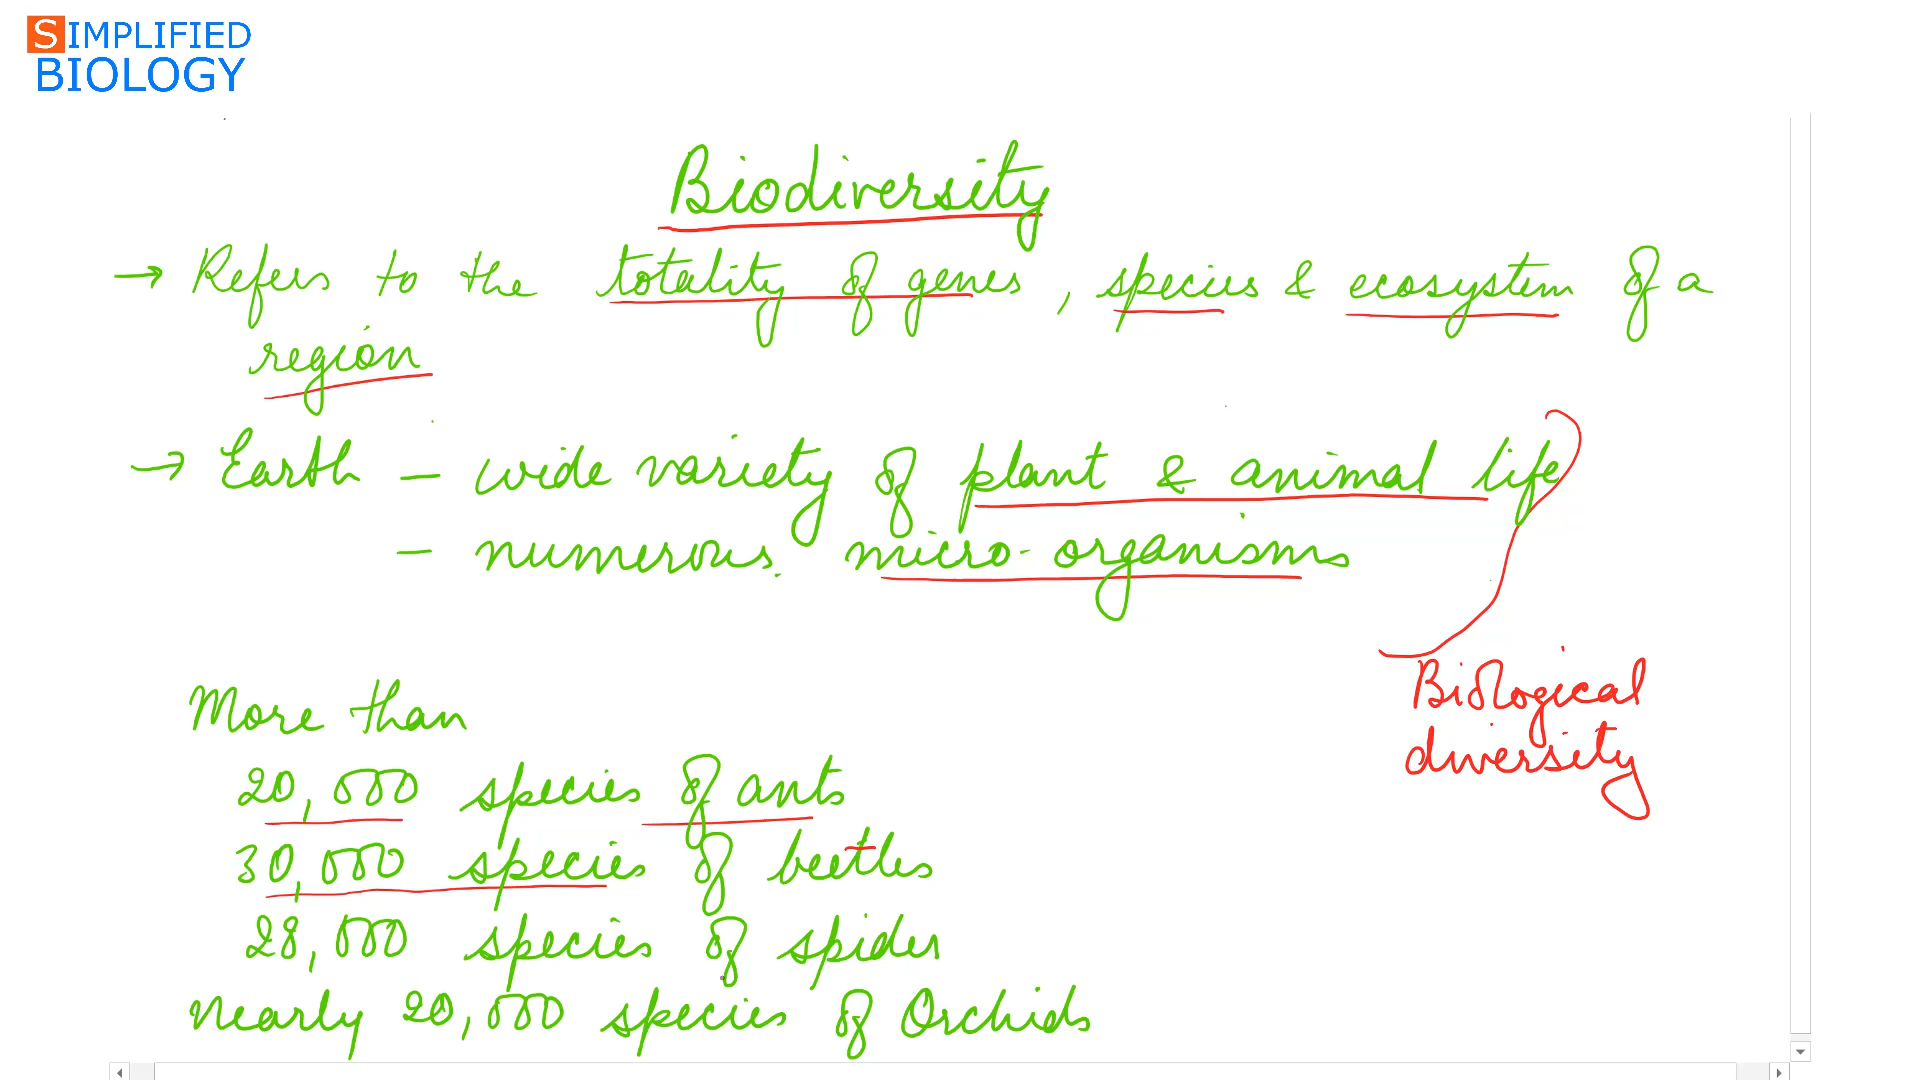 SIMPLIFIED
BIOLOGY
Biodiversity
→ Refers to the totality of genes, species & ecosystem of a
region
→ Earth - wide variety of plant & animal life
- numerous micro-organisms
Biological
diversity
More than
20,000 species of ants
30,000 species of beetles
28,000 species of spider
Nearly 20,000 species of Orchids